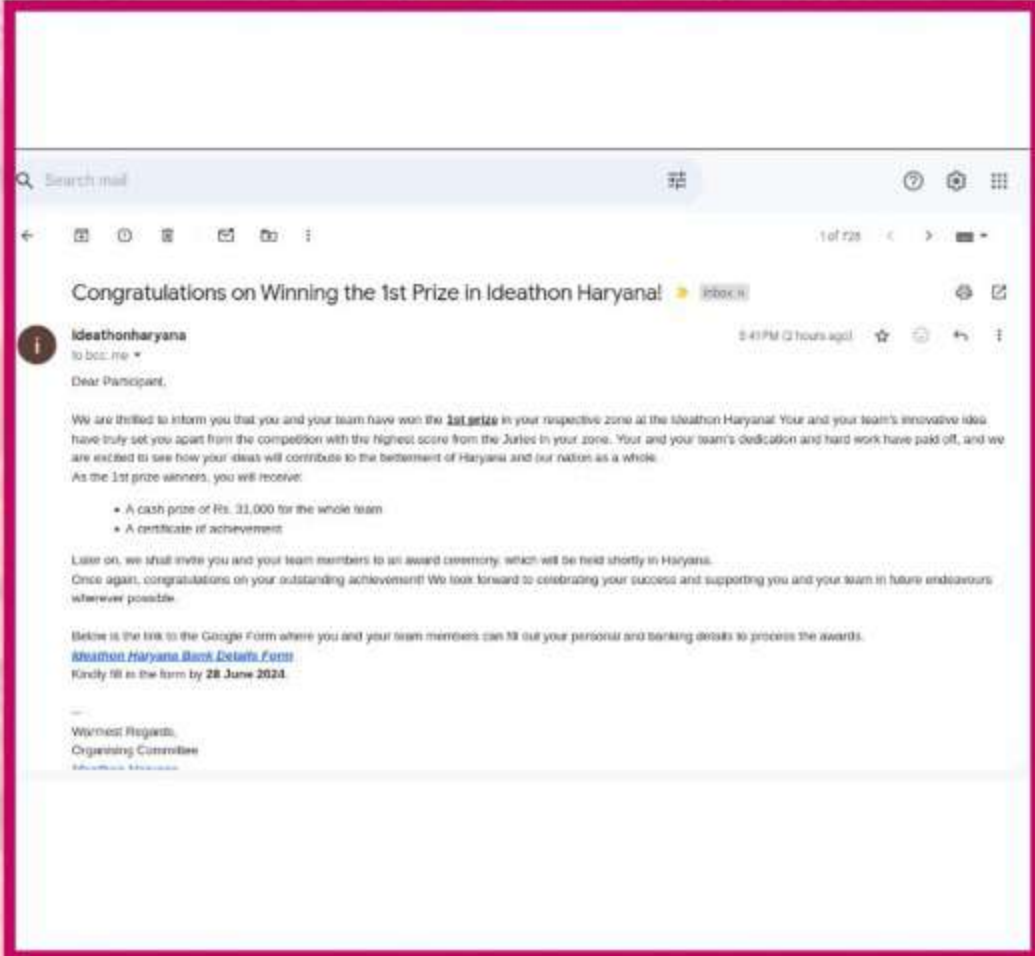 Search mail
1 of 728
Congratulations on Winning the 1st Prize in Ideathon Haryana! Inbox x
i
Ideathonharyana
to bcc: me
PM (2 hours ago)
Dear Participant,
We are thrilled to inform you that you and your team have won the 1st prize in your respective zone at the Ideathon Haryana! Your and your team's innovative idea
have truly set you apart from the competition with the highest score from the Juries in your zone. Your and your team's dedication and hard work have paid off, and we
are excited to see how your ideas will contribute to the betterment of Haryana and our nation as a whole.
As the 1st prize winners, you will receive:
• A cash prize of Rs. 31,000 for the whole team
• A certificate of achievement
Later on, we shall invite you and your team members to an award ceremony, which will be held shortly in Haryana.
Once again, congratulations on your outstanding achievement! We look forward to celebrating your success and supporting you and your team in future endeavours
wherever possible.
Below is the link to the Google Form where you and your team members can fill out your personal and banking details to process the awards.
Ideathon Haryana Bank Details Form
Kindly fill in the form by 28 June 2024.
--
Warmest Regards,
Organising Committee
Ideathon Haryana